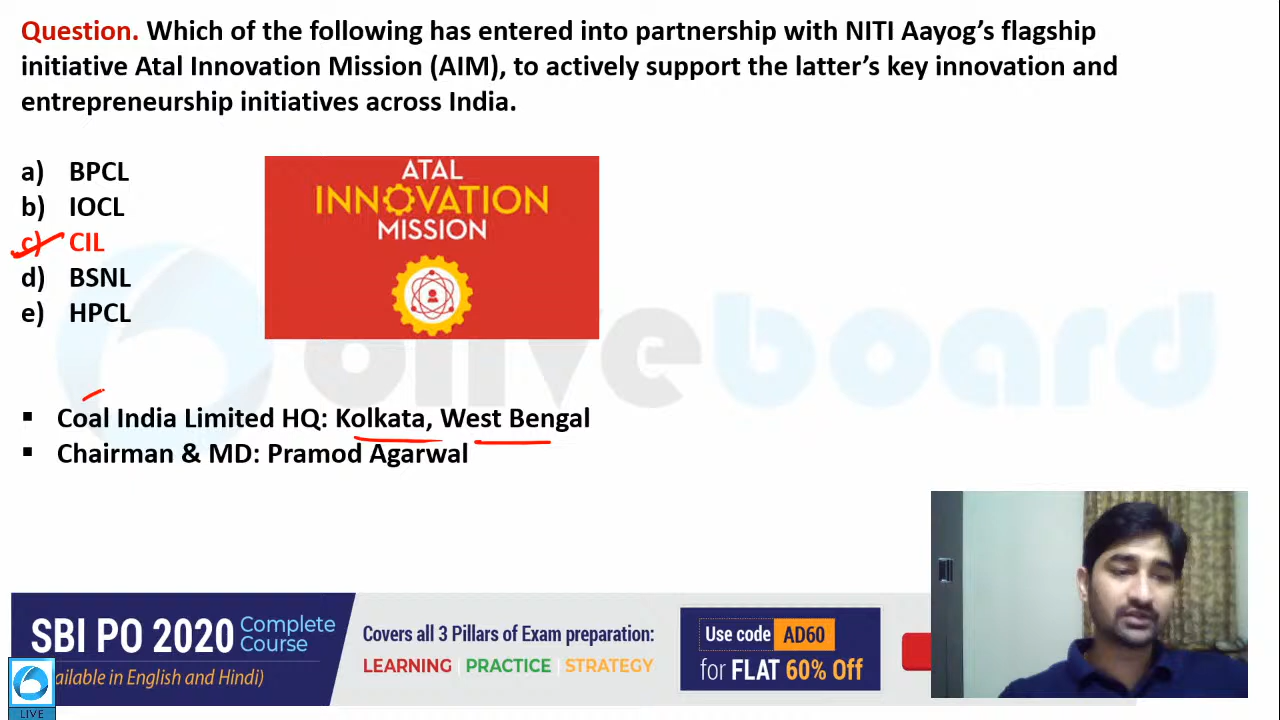 Question. Which of the following has entered into partnership with NITI Aayog’s flagship
initiative Atal Innovation Mission (AIM), to actively support the latter’s key innovation and
entrepreneurship initiatives across India.
a) BPCL
b) IOCL
c) CIL
d) BSNL
e) HPCL
ATAL
INNOVATION
MISSION
oliveboard
▪ Coal India Limited HQ: Kolkata, West Bengal
▪ Chairman & MD: Pramod Agarwal
SBI PO 2020 Complete
Course
ailable in English and Hindi)
Covers all 3 Pillars of Exam preparation:
LEARNING | PRACTICE | STRATEGY
Use code AD60
for FLAT 60% Off
LIVE